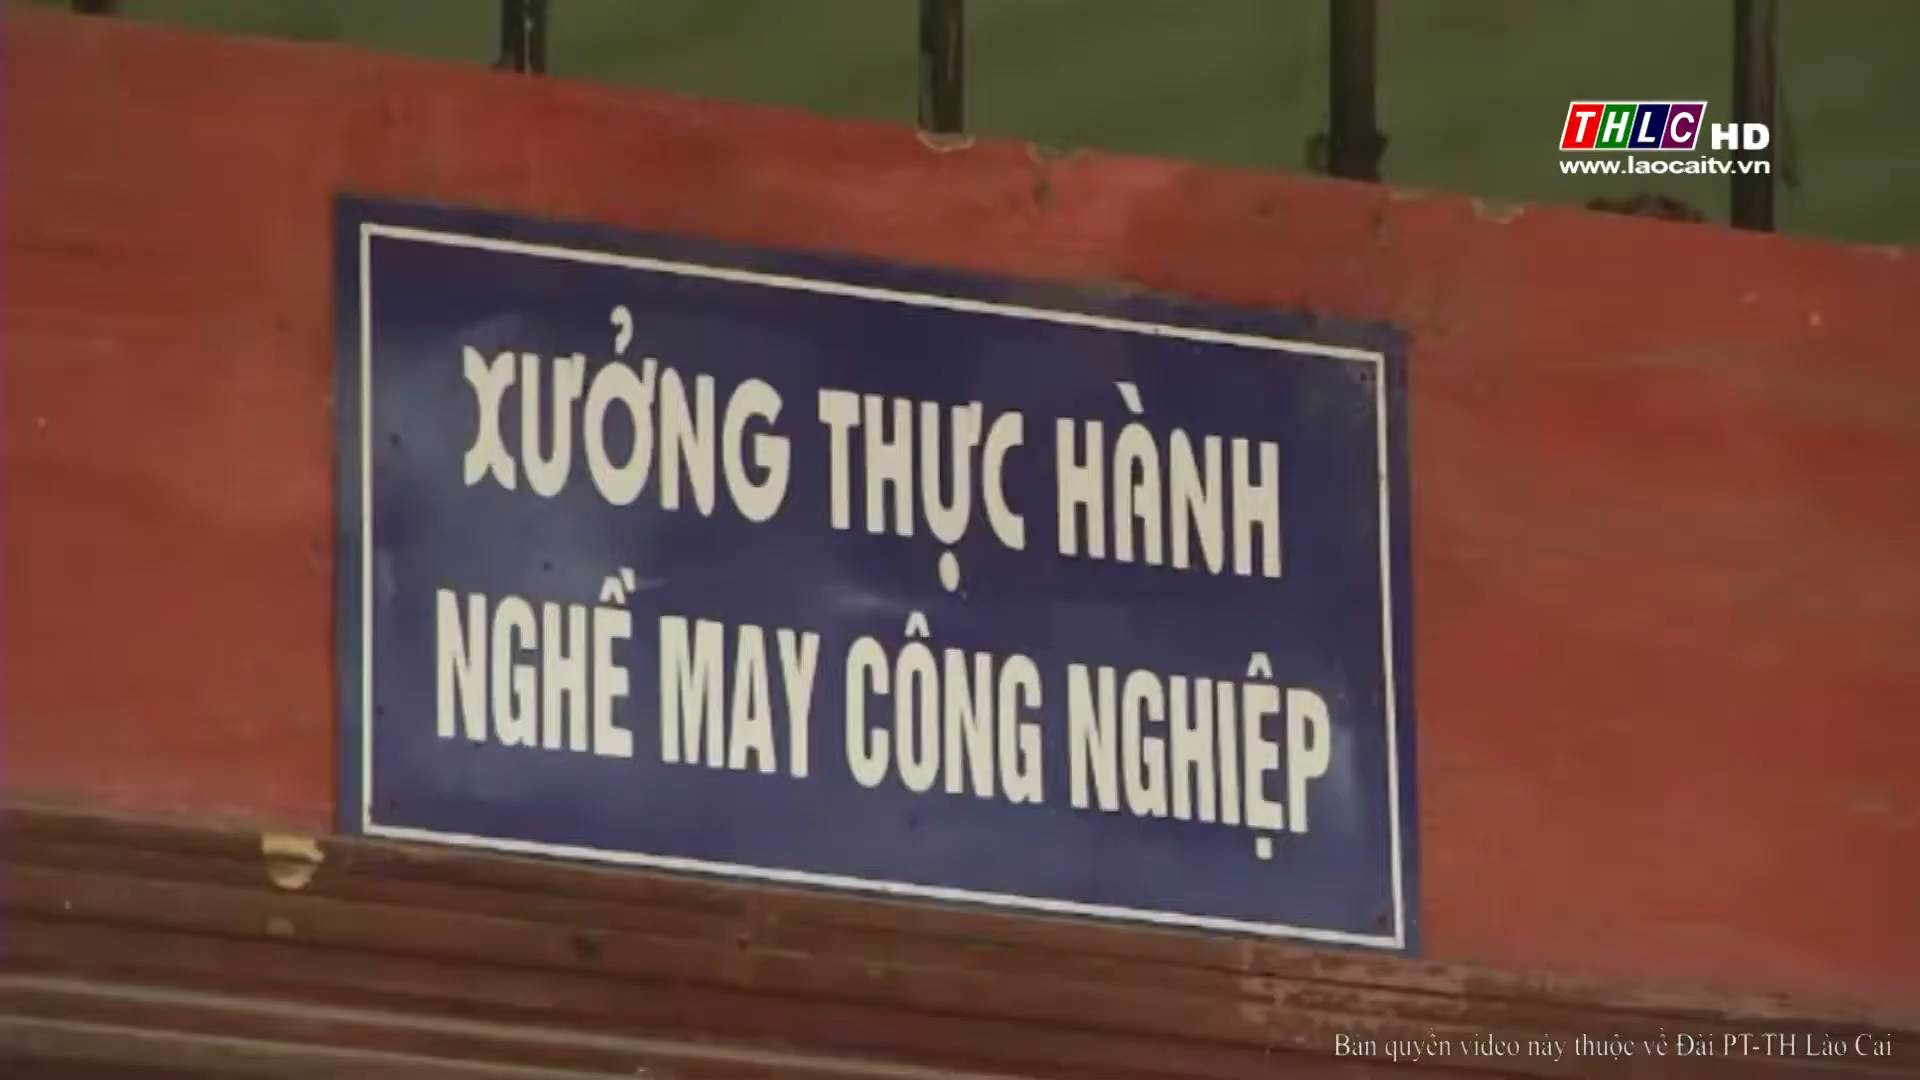 THLC HD
www.laocaitv.vn
XƯỞNG THỰC HÀNH
NGHỀ MAY CÔNG NGHIỆP
Bản quyền video này thuộc về Đài PT-TH Lào Cai